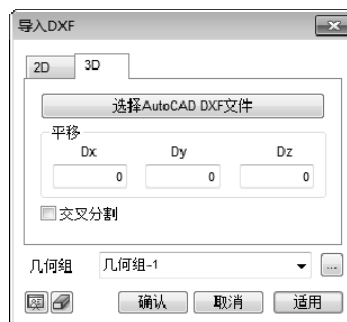 导入DXF
2D 3D
选择AutoCAD DXF文件
平移
Dx Dy Dz
0 0 0
交叉分割
几何组 几何组-1 ...
确认 取消 适用